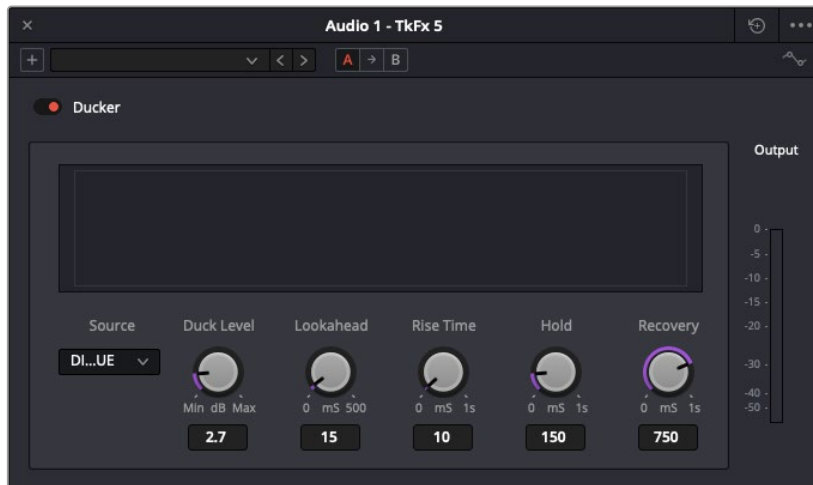 × Audio 1 - TkFx 5
+ A B
Ducker
Output
0 -
-5 -
-10 -
-15 -
-20 -
-30 -
-40 -
-50 -
Source Duck Level Lookahead Rise Time Hold Recovery
DI...UE
Min dB Max 0 mS 500 0 mS 1s 0 mS 1s 0 mS 1s
2.7 15 10 150 750